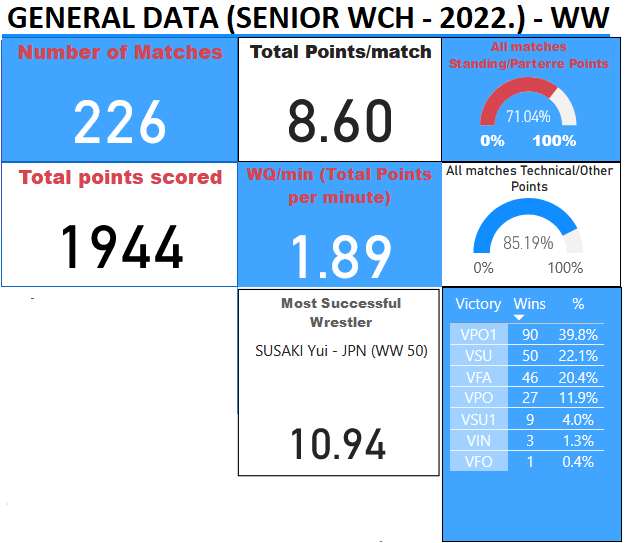 GENERAL DATA (SENIOR WCH - 2022.) - WW
Number of Matches
226
Total Points/match
8.60
All matches
Standing/Parterre Points
71.04%
0% 100%
Total points scored
1944
WQ/min (Total Points
per minute)
1.89
All matches Technical/Other
Points
85.19%
0% 100%
Most Successful
Wrestler
SUSAKI Yui - JPN (WW 50)
10.94
Victory Wins %
VPO1 90 39.8%
VSU 50 22.1%
VFA 46 20.4%
VPO 27 11.9%
VSU1 9 4.0%
VIN 3 1.3%
VFO 1 0.4%